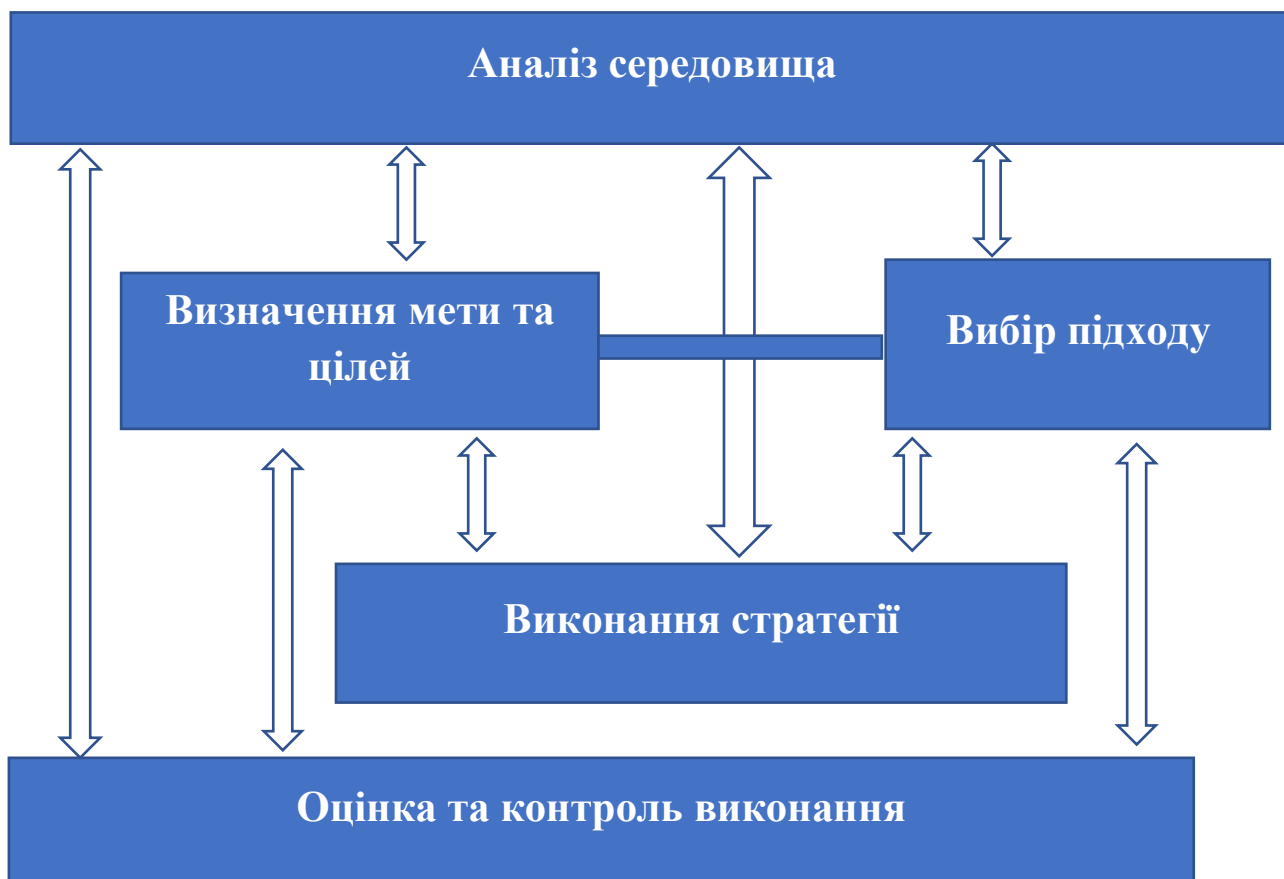 Аналіз середовища
Визначення мети та
цілей
Вибір підходу
Виконання стратегії
Оцінка та контроль виконання